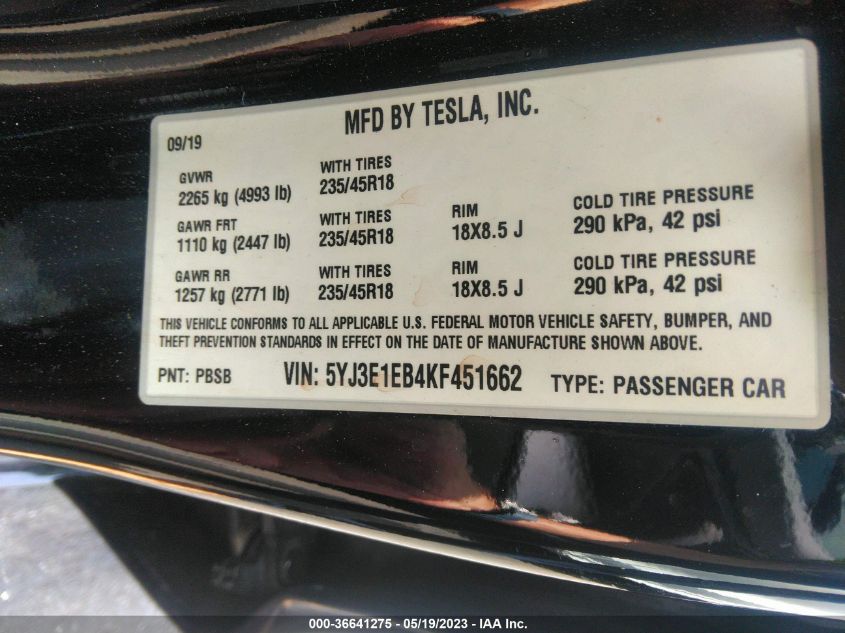 MFD BY TESLA, INC.
09/19
GVWR
2265 kg (4993 lb)
WITH TIRES
235/45R18
GAWR FRT
1110 kg (2447 lb)
WITH TIRES
235/45R18
RIM
18X8.5 J
COLD TIRE PRESSURE
290 kPa, 42 psi
GAWR RR
1257 kg (2771 lb)
WITH TIRES
235/45R18
RIM
18X8.5 J
COLD TIRE PRESSURE
290 kPa, 42 psi
THIS VEHICLE CONFORMS TO ALL APPLICABLE U.S. FEDERAL MOTOR VEHICLE SAFETY, BUMPER, AND
THEFT PREVENTION STANDARDS IN EFFECT ON THE DATE OF MANUFACTURE SHOWN ABOVE.
PNT: PBSB VIN: 5YJ3E1EB4KF451662 TYPE: PASSENGER CAR
000-36641275 - 05/19/2023 - IAA Inc.